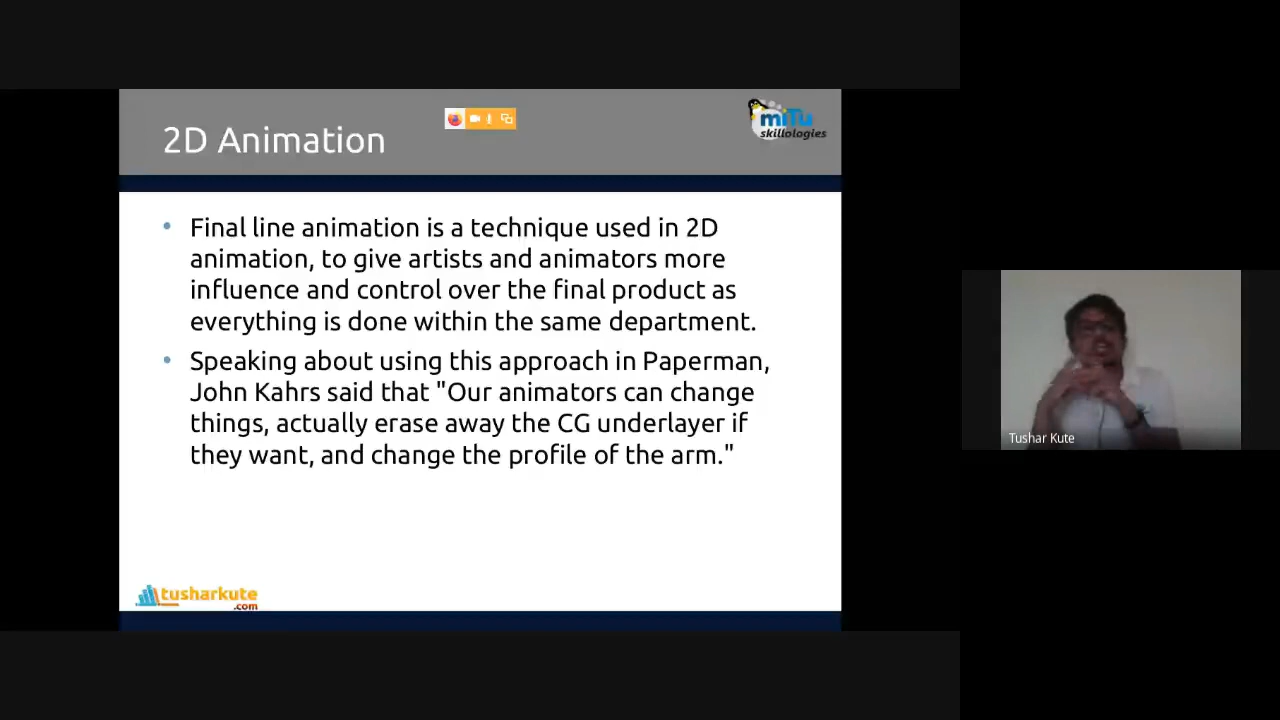 2D Animation
miTu
skillologies
• Final line animation is a technique used in 2D
animation, to give artists and animators more
influence and control over the final product as
everything is done within the same department.
• Speaking about using this approach in Paperman,
John Kahrs said that "Our animators can change
things, actually erase away the CG underlayer if
they want, and change the profile of the arm."
tusharkute
.com
Tushar Kute